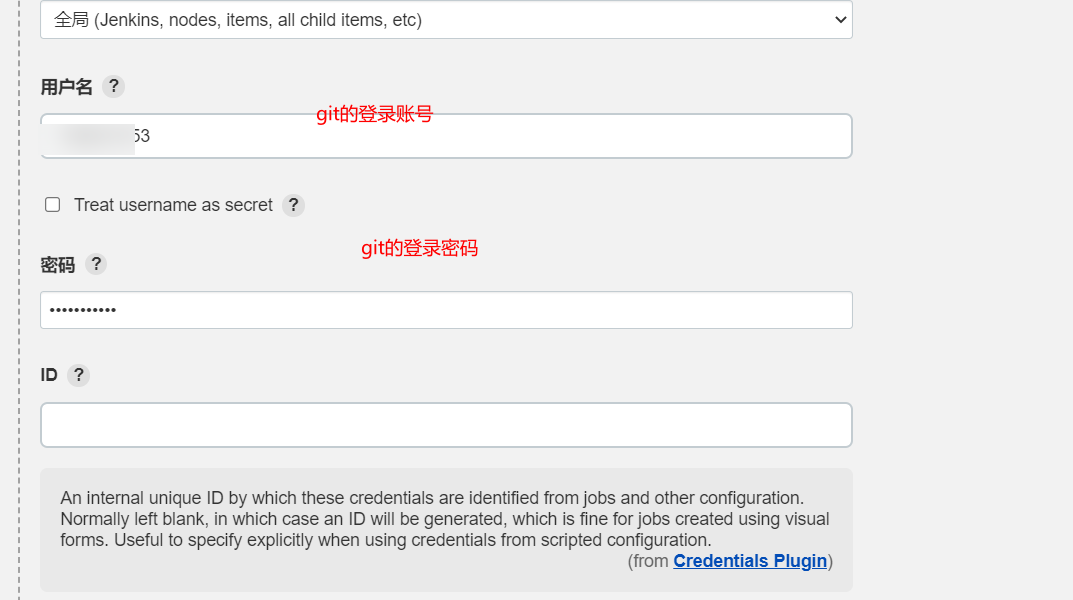 全局 (Jenkins, nodes, items, all child items, etc)
用户名 ?
git的登录账号
53
Treat username as secret ?
git的登录密码
密码 ?
•••••••••••
ID ?
An internal unique ID by which these credentials are identified from jobs and other configuration.
Normally left blank, in which case an ID will be generated, which is fine for jobs created using visual
forms. Useful to specify explicitly when using credentials from scripted configuration.
(from Credentials Plugin)